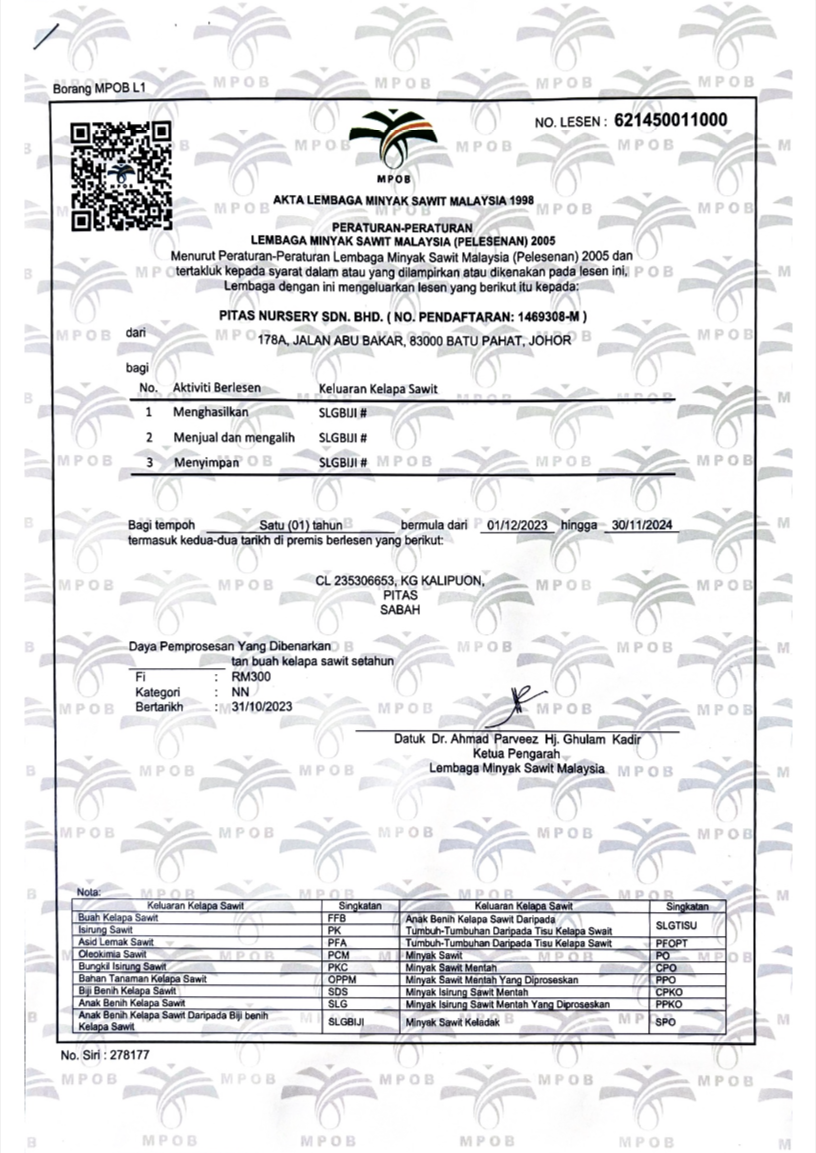 Borang MPOB L1
NO. LESEN : 621450011000
MPOB
AKTA LEMBAGA MINYAK SAWIT MALAYSIA 1998
PERATURAN-PERATURAN
LEMBAGA MINYAK SAWIT MALAYSIA (PELESENAN) 2005
Menurut Peraturan-Peraturan Lembaga Minyak Sawit Malaysia (Pelesenan) 2005 dan
tertakluk kepada syarat dalam atau yang dilampirkan atau dikenakan pada lesen ini,
Lembaga dengan ini mengeluarkan lesen yang berikut itu kepada:
PITAS NURSERY SDN. BHD. ( NO. PENDAFTARAN: 1469308-M )
dari
178A, JALAN ABU BAKAR, 83000 BATU PAHAT, JOHOR
bagi
No. Aktiviti Berlesen Keluaran Kelapa Sawit
1 Menghasilkan SLGBIJI #
2 Menjual dan mengalih SLGBIJI #
3 Menyimpan SLGBIJI #
Bagi tempoh Satu (01) tahun bermula dari 01/12/2023 hingga 30/11/2024
termasuk kedua-dua tarikh di premis berlesen yang berikut:
CL 235306653, KG KALIPUON,
PITAS
SABAH
Daya Pemprosesan Yang Dibenarkan
tan buah kelapa sawit setahun
Fi : RM300
Kategori : NN
Bertarikh : 31/10/2023
Datuk Dr. Ahmad Parveez Hj. Ghulam Kadir
Ketua Pengarah
Lembaga Minyak Sawit Malaysia
Nota:
Keluaran Kelapa Sawit Singkatan Keluaran Kelapa Sawit Singkatan
Buah Kelapa Sawit FFB Anak Benih Kelapa Sawit Daripada
Isirung Sawit PK Tumbuh-Tumbuhan Daripada Tisu Kelapa Swait SLGTISU
Asid Lemak Sawit PFA Tumbuh-Tumbuhan Daripada Tisu Kelapa Sawit PFOPT
Oleokimia Sawit PCM Minyak Sawit PO
Bungkil Isirung Sawit PKC Minyak Sawit Mentah CPO
Bahan Tanaman Kelapa Sawit OPPM Minyak Sawit Mentah Yang Diproseskan PPO
Biji Benih Kelapa Sawit SDS Minyak Isirung Sawit Mentah CPKO
Anak Benih Kelapa Sawit SLG Minyak Isirung Sawit Mentah Yang Diproseskan PPKO
Anak Benih Kelapa Sawit Daripada Biji benih
Kelapa Sawit SLGBIJI Minyak Sawit Keladak SPO
No. Siri : 278177